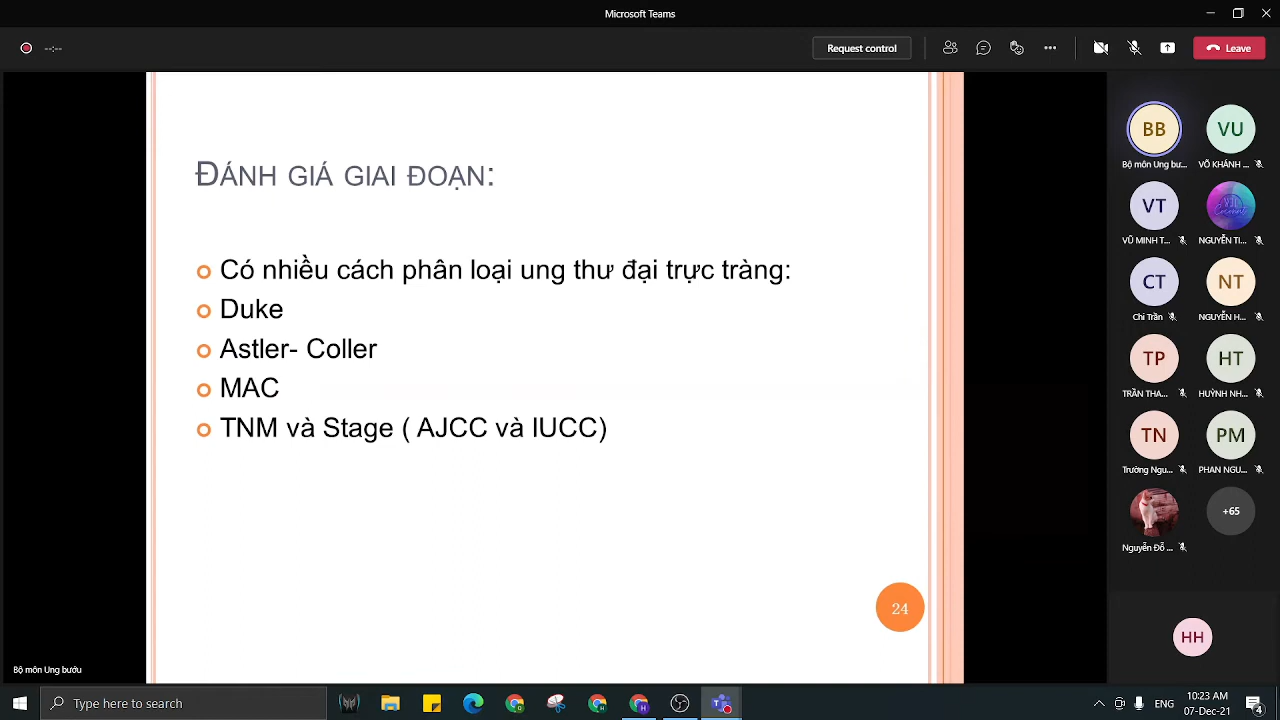 Microsoft Teams
--:--
Request control
Leave
ĐÁNH GIÁ GIAI ĐOẠN:
Có nhiều cách phân loại ung thư đại trực tràng:
Duke
Astler- Coller
MAC
TNM và Stage ( AJCC và IUCC)
24
Bộ môn Ung bướu
BB
VU
Bộ môn Ung bư...
VÕ KHÁNH ...
VT
VŨ MINH T...
NGUYỄN TI...
CT
NT
Chi Trần
NGUYỄN H...
TP
HT
TRẦN THA...
HUỲNH NH...
TN
PM
Trường Ngu...
PHAN NGU...
+65
Nguyễn Đỗ ...
HH
Type here to search
ENG
10:23 AM
07-Dec-21